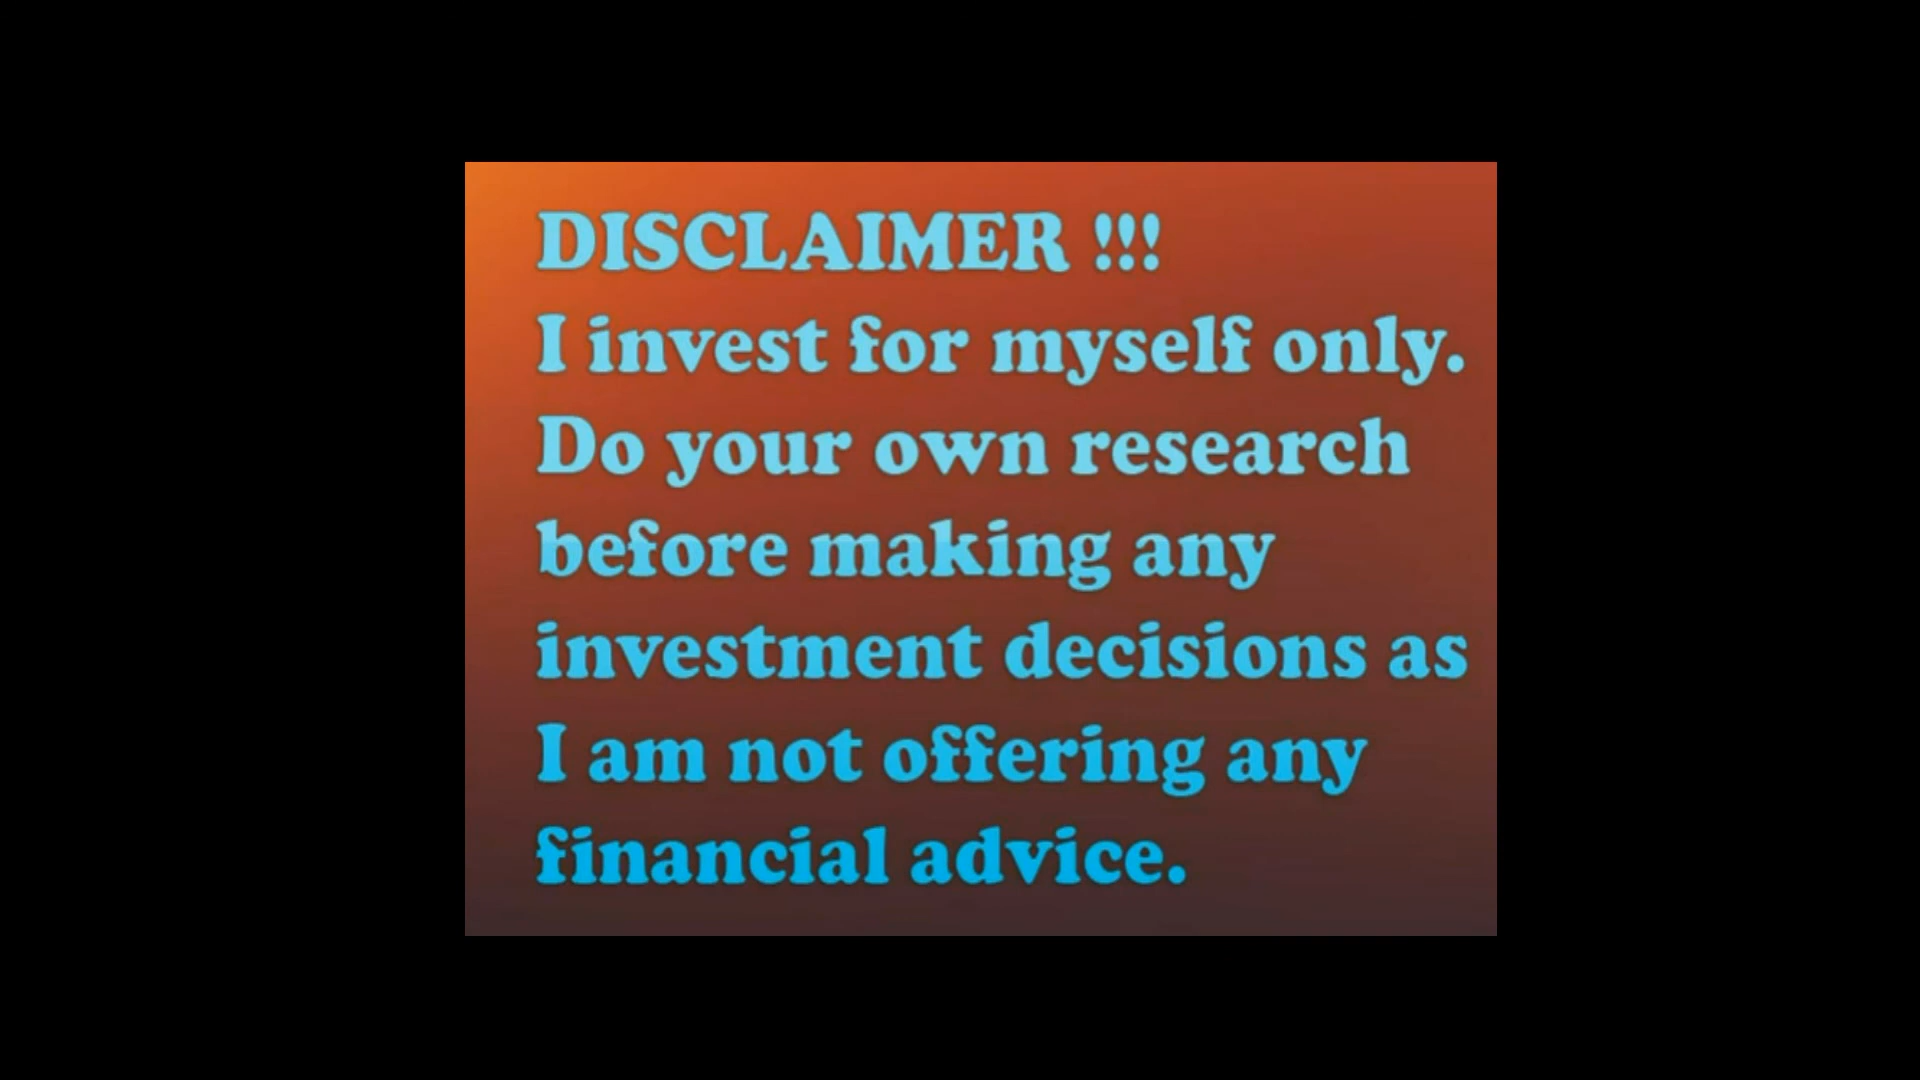 DISCLAIMER !!!
I invest for myself only.
Do your own research
before making any
investment decisions as
I am not offering any
financial advice.